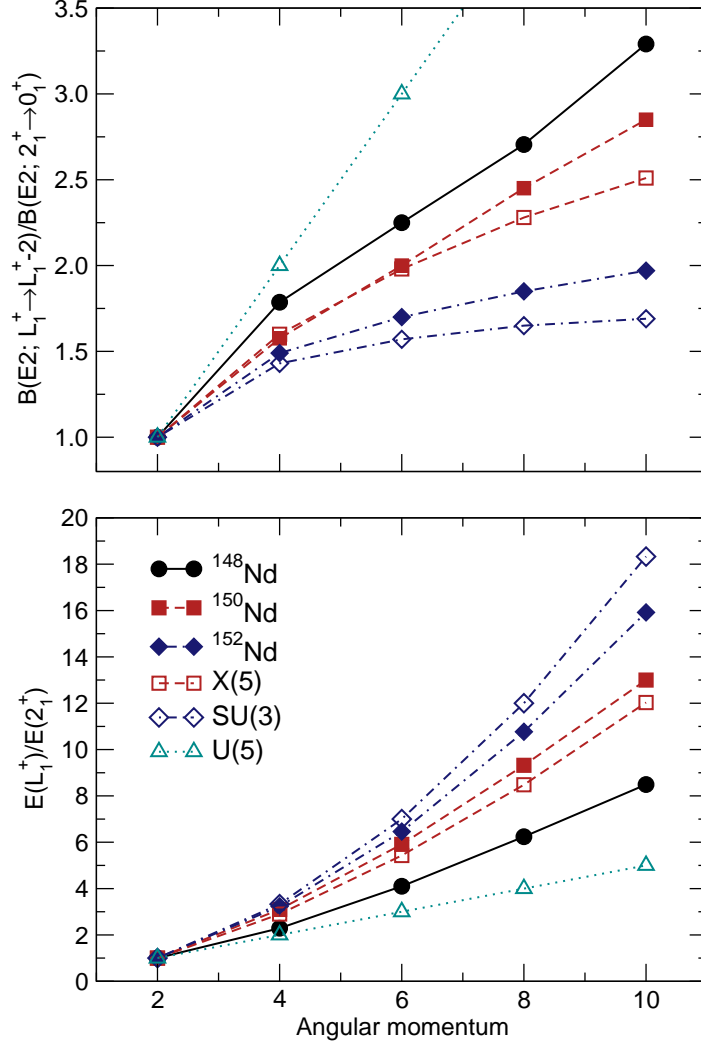 3.5
3.0
2.5
2.0
1.5
1.0
B(E2; L₁⁺→L₁⁺-2)/B(E2; 2₁⁺→0₁⁺)
20
18
16
14
12
10
8
6
4
2
0
E(L₁⁺)/E(2₁⁺)
¹⁴⁸Nd
¹⁵⁰Nd
¹⁵²Nd
X(5)
SU(3)
U(5)
2 4 6 8 10
Angular momentum